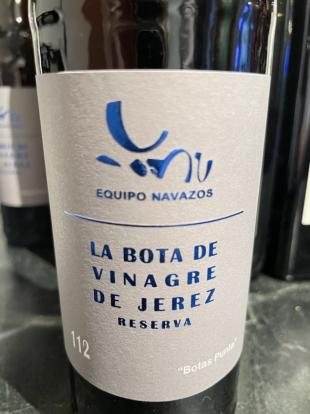 EQUIPO NAVAZOS
LA BOTA DE
VINAGRE
DE JEREZ
RESERVA
112
"Botas Punta"